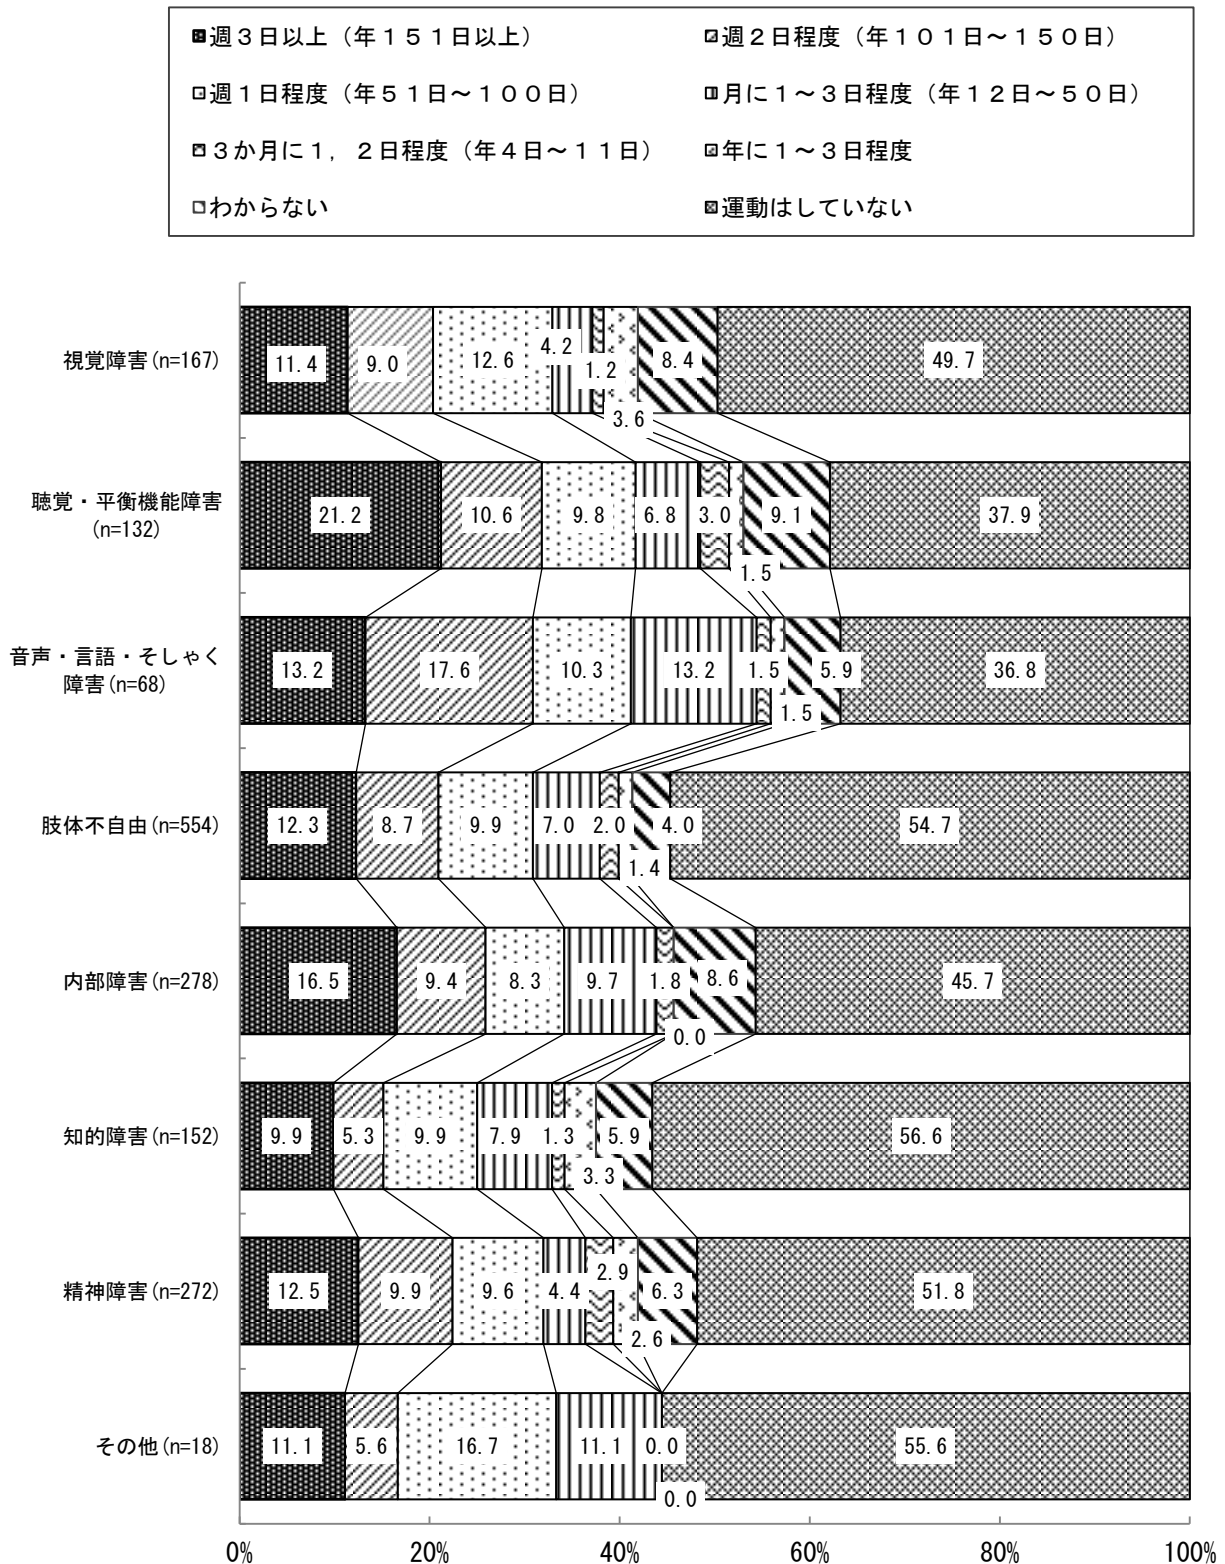 週３日以上（年１５１日以上） 週２日程度（年１０１日～１５０日）
週１日程度（年５１日～１００日） 月に１～３日程度（年１２日～５０日）
３か月に１，２日程度（年４日～１１日） 年に１～３日程度
わからない 運動はしていない
視覚障害(n=167) 11.4 9.0 12.6 4.2 1.2 3.6 8.4 49.7
聴覚・平衡機能障害
(n=132) 21.2 10.6 9.8 6.8 3.0 1.5 9.1 37.9
音声・言語・そしゃく
障害(n=68) 13.2 17.6 10.3 13.2 1.5 1.5 5.9 36.8
肢体不自由(n=554) 12.3 8.7 9.9 7.0 2.0 1.4 4.0 54.7
内部障害(n=278) 16.5 9.4 8.3 9.7 1.8 0.0 8.6 45.7
知的障害(n=152) 9.9 5.3 9.9 7.9 1.3 3.3 5.9 56.6
精神障害(n=272) 12.5 9.9 9.6 4.4 2.9 2.6 6.3 51.8
その他(n=18) 11.1 5.6 16.7 11.1 0.0 0.0 55.6
0% 20% 40% 60% 80% 100%